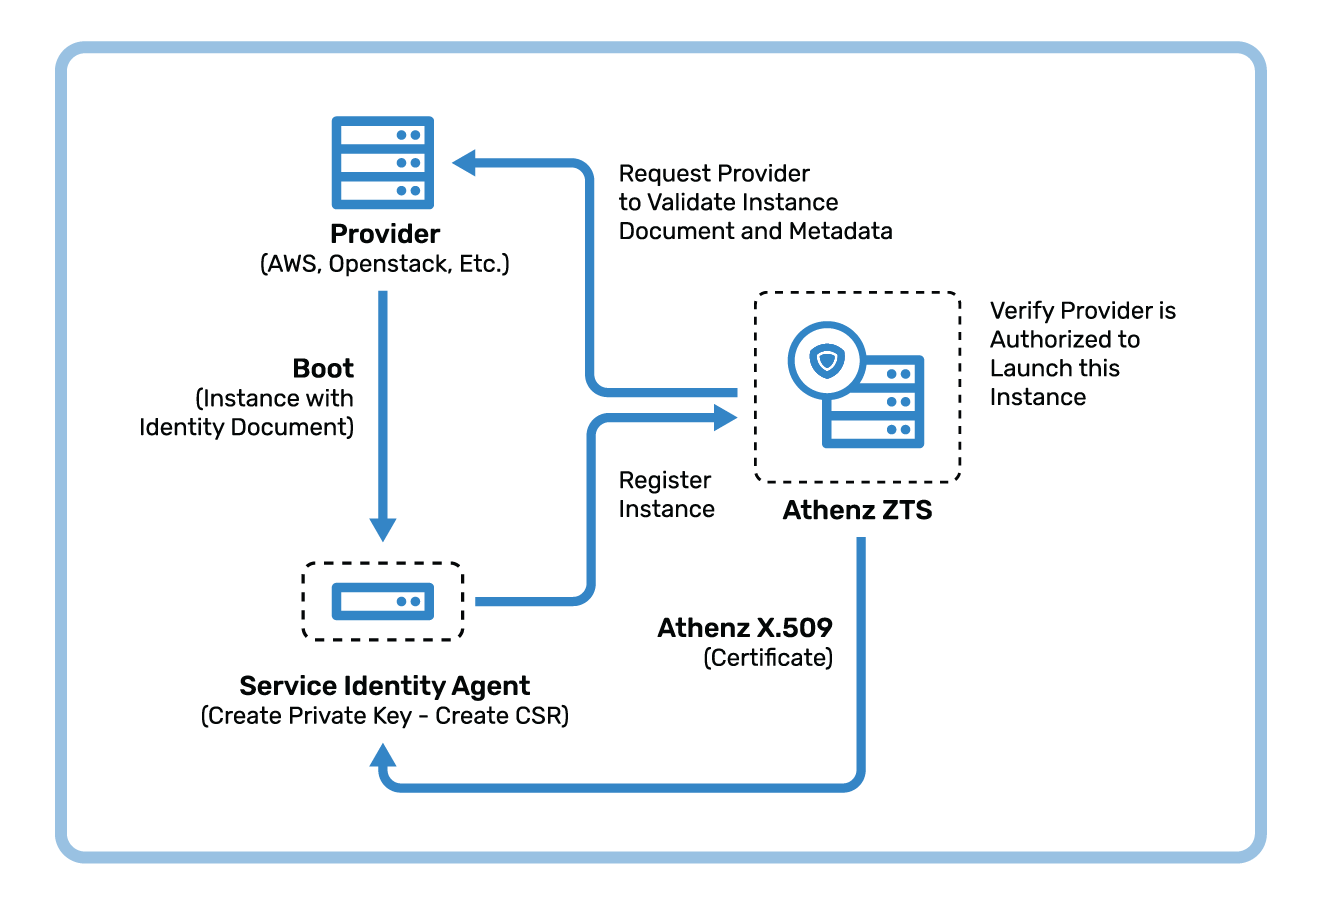 Request Provider
to Validate Instance
Document and Metadata
Provider
(AWS, Openstack, Etc.)
Verify Provider is
Authorized to
Launch this
Instance
Boot
(Instance with
Identity Document)
Register
Instance
Athenz ZTS
Athenz X.509
(Certificate)
Service Identity Agent
(Create Private Key - Create CSR)